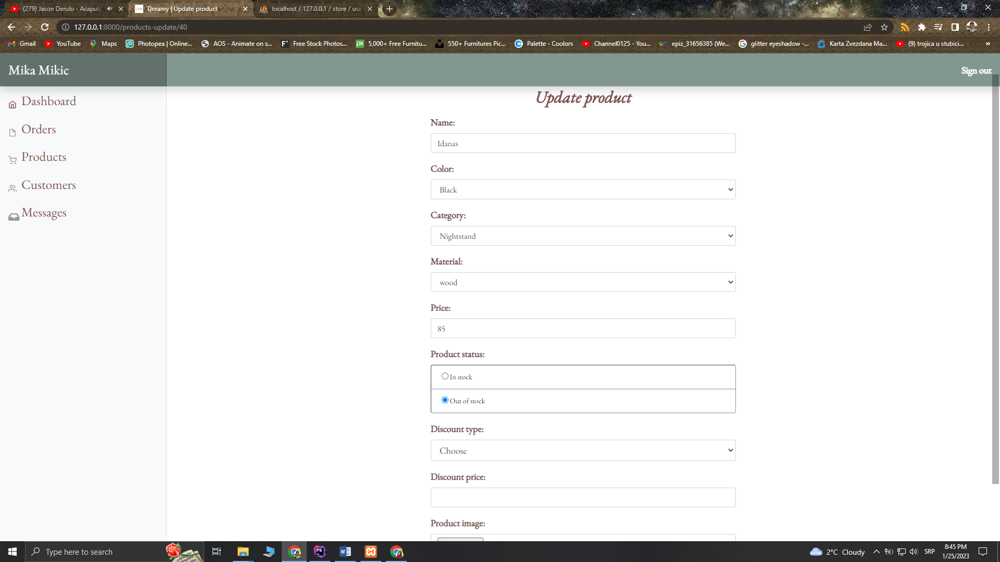 (279) Jason Derulo - Acapulc
Dreamy | Update product
localhost / 127.0.0.1 / store / use
127.0.0.1:8000/products-update/40
Gmail
YouTube
Maps
Photopea | Online...
AOS - Animate on s...
Free Stock Photos...
5,000+ Free Furnitu...
550+ Furnitures Pic...
Palette - Coolors
Channel0125 - You...
epiz_31656385 (We...
glitter eyeshadow -...
Karta Zvezdana Ma...
(9) trojica u stubici...
»
Mika Mikic
Sign out
Dashboard
Orders
Products
Customers
Messages
Update product
Name:
Idanas
Color:
Black
Category:
Nightstand
Material:
wood
Price:
85
Product status:
In stock
Out of stock
Discount type:
Choose
Discount price:
Product image:
Type here to search
2°C Cloudy
SRP
8:45 PM
1/25/2023